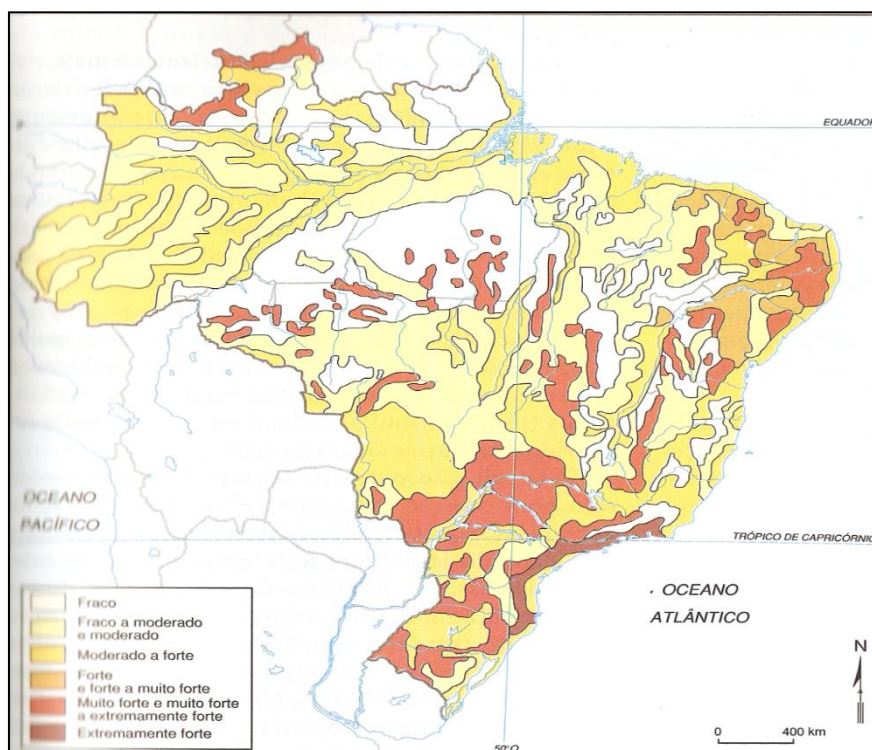 EQUADOR
OCEANO
PACÍFICO
TRÓPICO DE CAPRICÓRNIO
OCEANO
ATLÂNTICO
Fraco
Fraco a moderado
e moderado
Moderado a forte
Forte
e forte a muito forte
Muito forte e muito forte
a extremamente forte
Extremamente forte
N
0 400 km
50º O